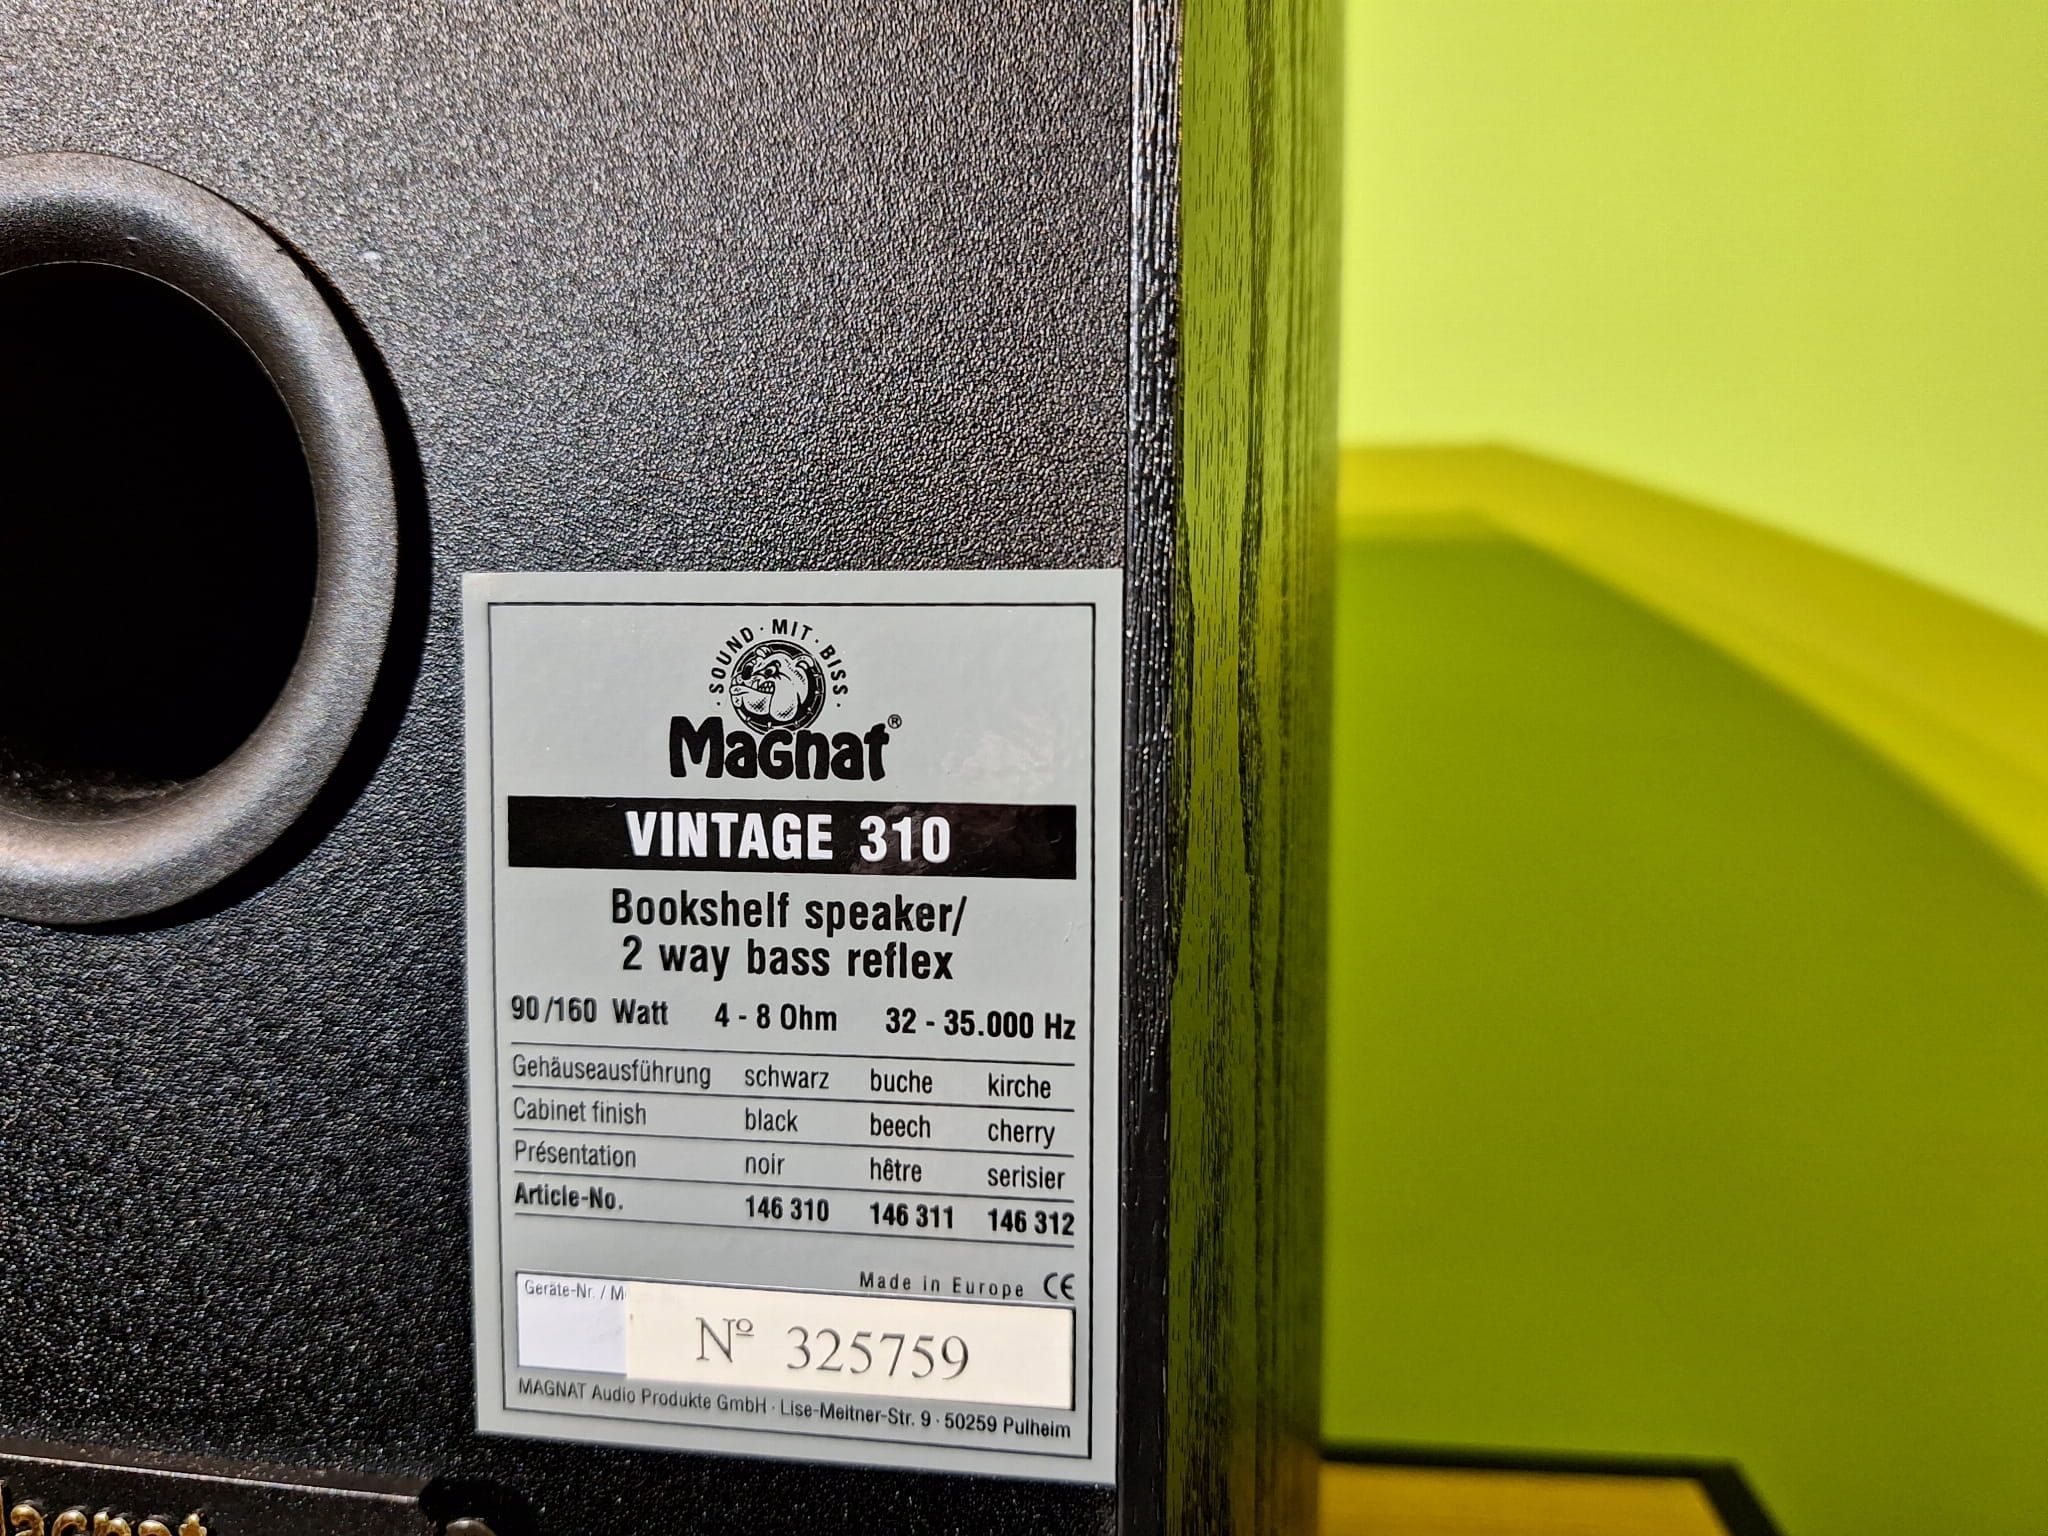 · SOUND · MIT · BISS ·
Magnat®
VINTAGE 310
Bookshelf speaker/
2 way bass reflex
90/160 Watt 4 - 8 Ohm 32 - 35.000 Hz
Gehäuseausführung schwarz buche kirche
Cabinet finish black beech cherry
Présentation noir hêtre serisier
Article-No. 146 310 146 311 146 312
Made in Europe CE
Geräte-Nr. /
Nº 325759
MAGNAT Audio Produkte GmbH · Lise-Meitner-Str. 9 · 50259 Pulheim